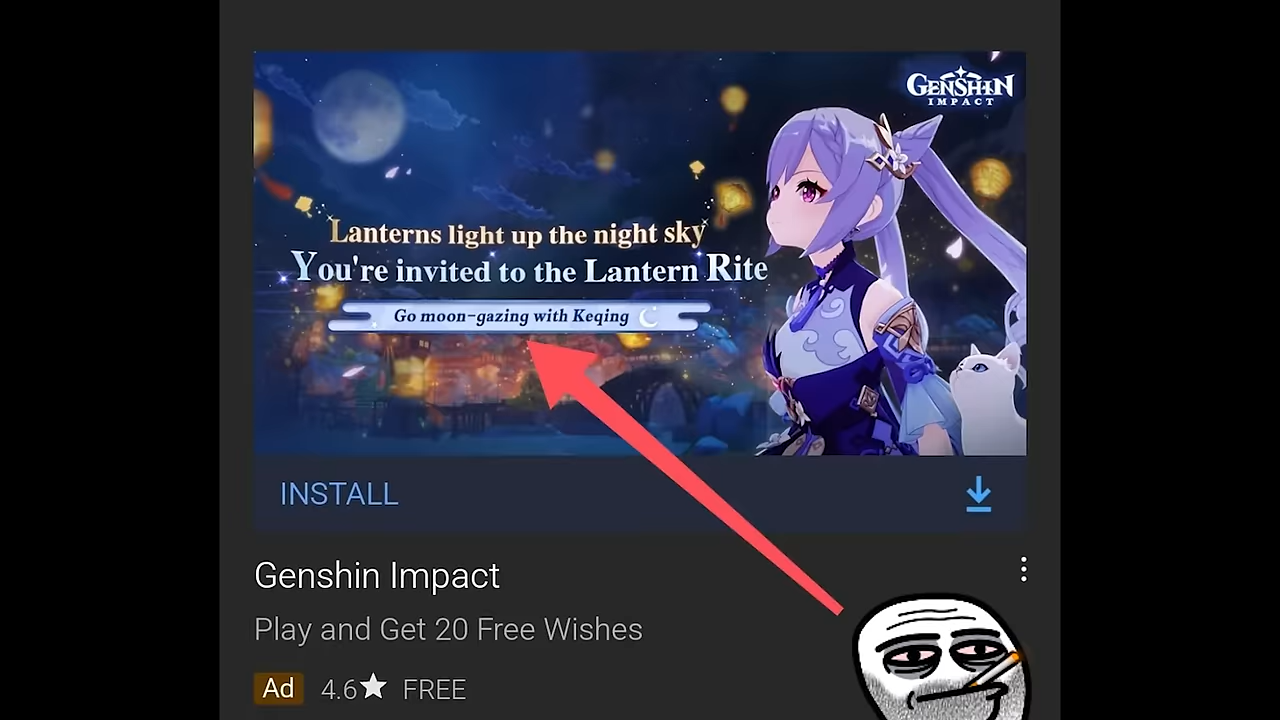 GENSHIN
IMPACT
Lanterns light up the night sky
You're invited to the Lantern Rite
Go moon-gazing with Keqing
INSTALL
Genshin Impact
Play and Get 20 Free Wishes
Ad 4.6★ FREE